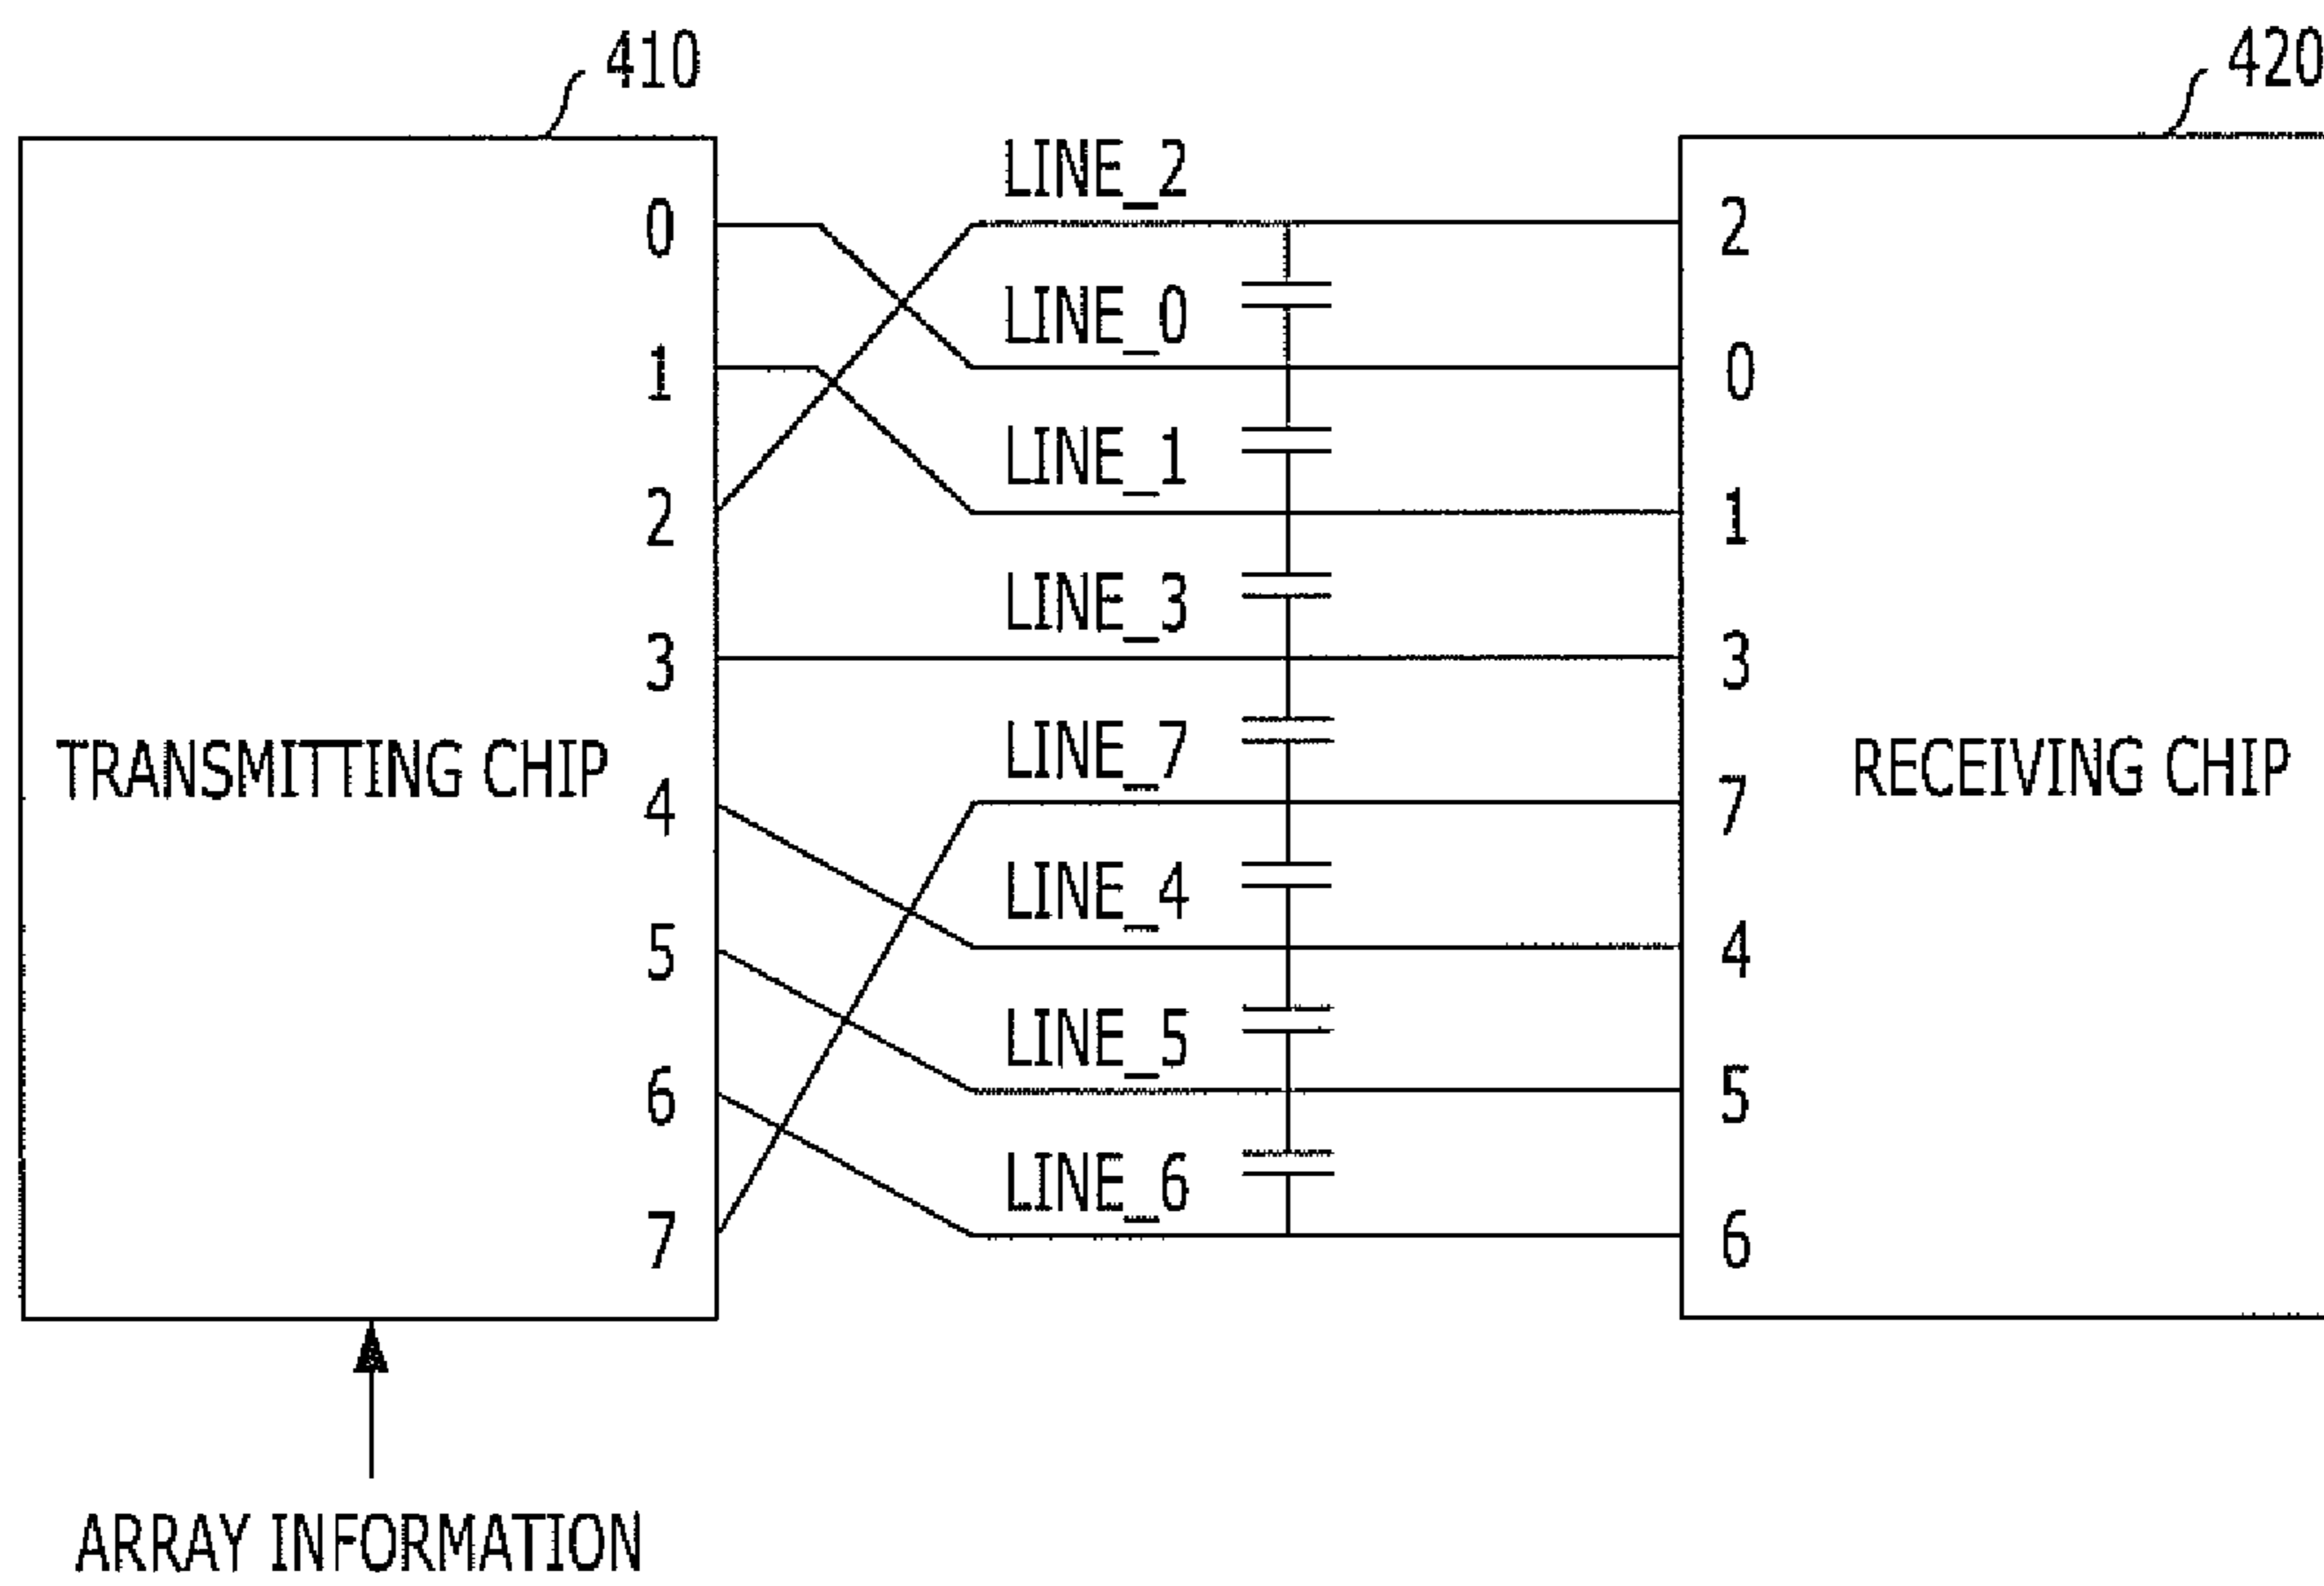 410
420
LINE_2
0
2
LINE_0
1
0
LINE_1
2
1
LINE_3
3
3
LINE_7
TRANSMITTING CHIP
RECEIVING CHIP
4
7
LINE_4
5
4
LINE_5
6
5
LINE_6
7
6
ARRAY INFORMATION